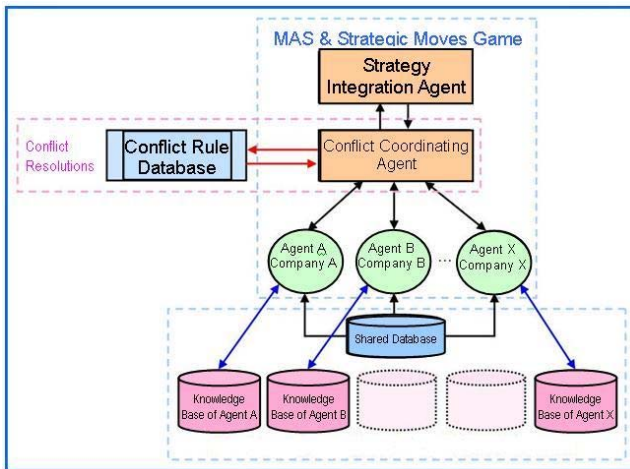 MAS & Strategic Moves Game
Strategy
Integration Agent
Conflict
Resolutions
Conflict Rule
Database
Conflict Coordinating
Agent
Agent A
Company A
Agent B
Company B
...
Agent X
Company X
Shared Database
Knowledge
Base of Agent A
Knowledge
Base of Agent B
Knowledge
Base of Agent X